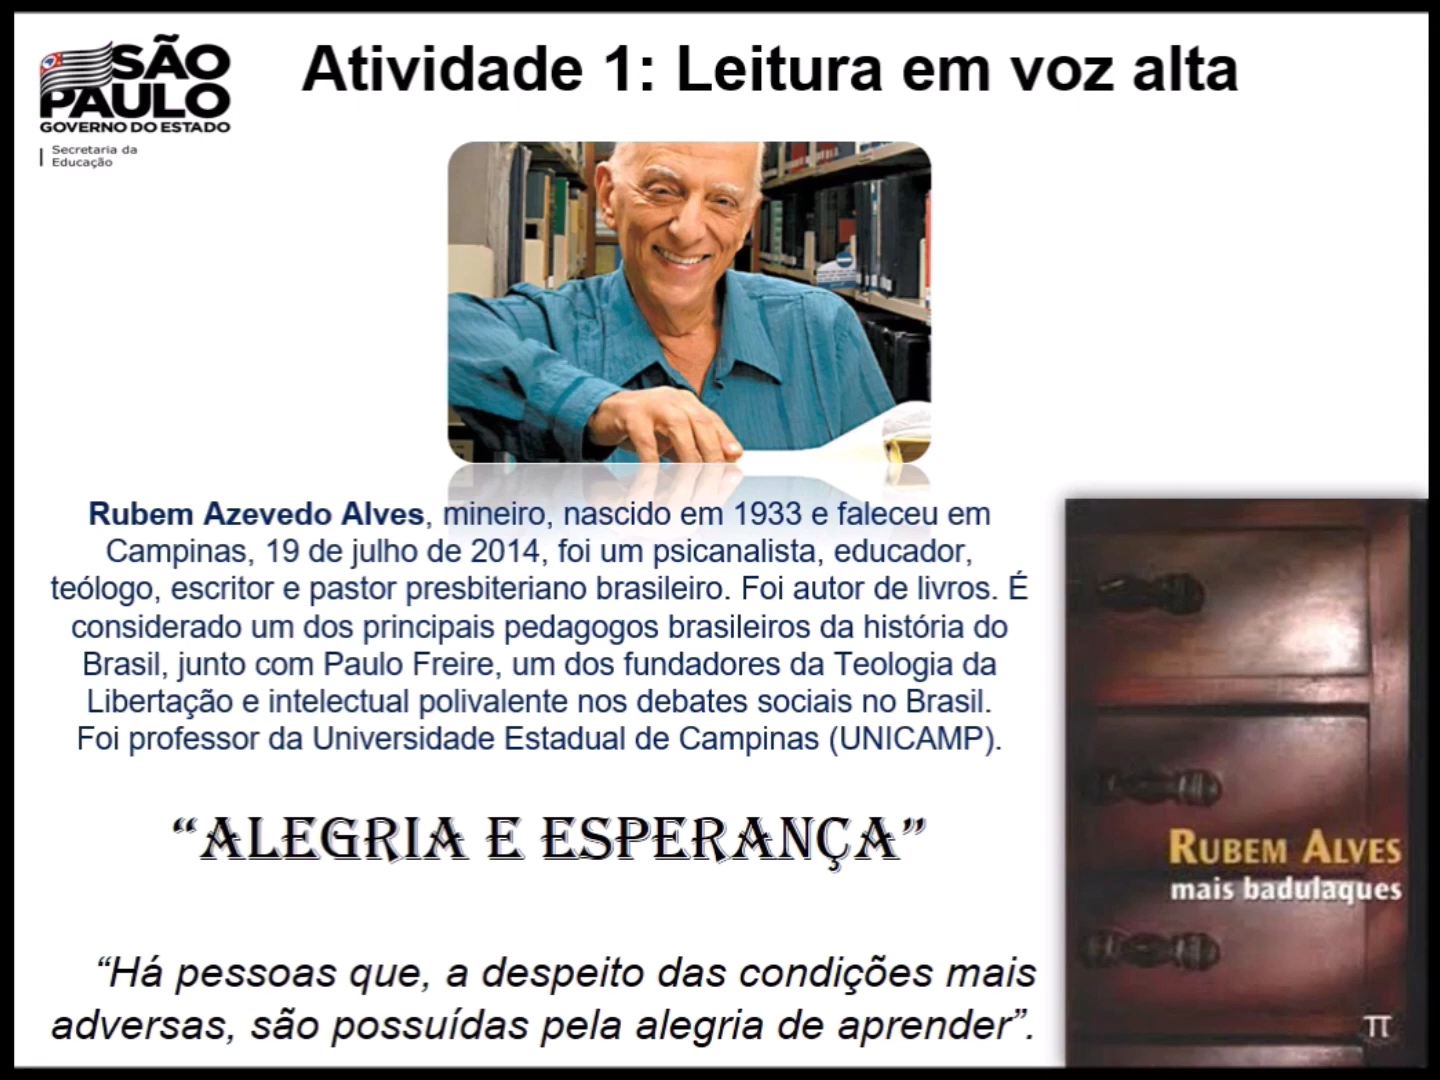 SÃO
PAULO
GOVERNO DO ESTADO
Secretaria da
Educação
Atividade 1: Leitura em voz alta
Rubem Azevedo Alves, mineiro, nascido em 1933 e faleceu em
Campinas, 19 de julho de 2014, foi um psicanalista, educador,
teólogo, escritor e pastor presbiteriano brasileiro. Foi autor de livros. É
considerado um dos principais pedagogos brasileiros da história do
Brasil, junto com Paulo Freire, um dos fundadores da Teologia da
Libertação e intelectual polivalente nos debates sociais no Brasil.
Foi professor da Universidade Estadual de Campinas (UNICAMP).
“ALEGRIA E ESPERANÇA”
“Há pessoas que, a despeito das condições mais
adversas, são possuídas pela alegria de aprender”.
RUBEM ALVES
mais badulaques
π